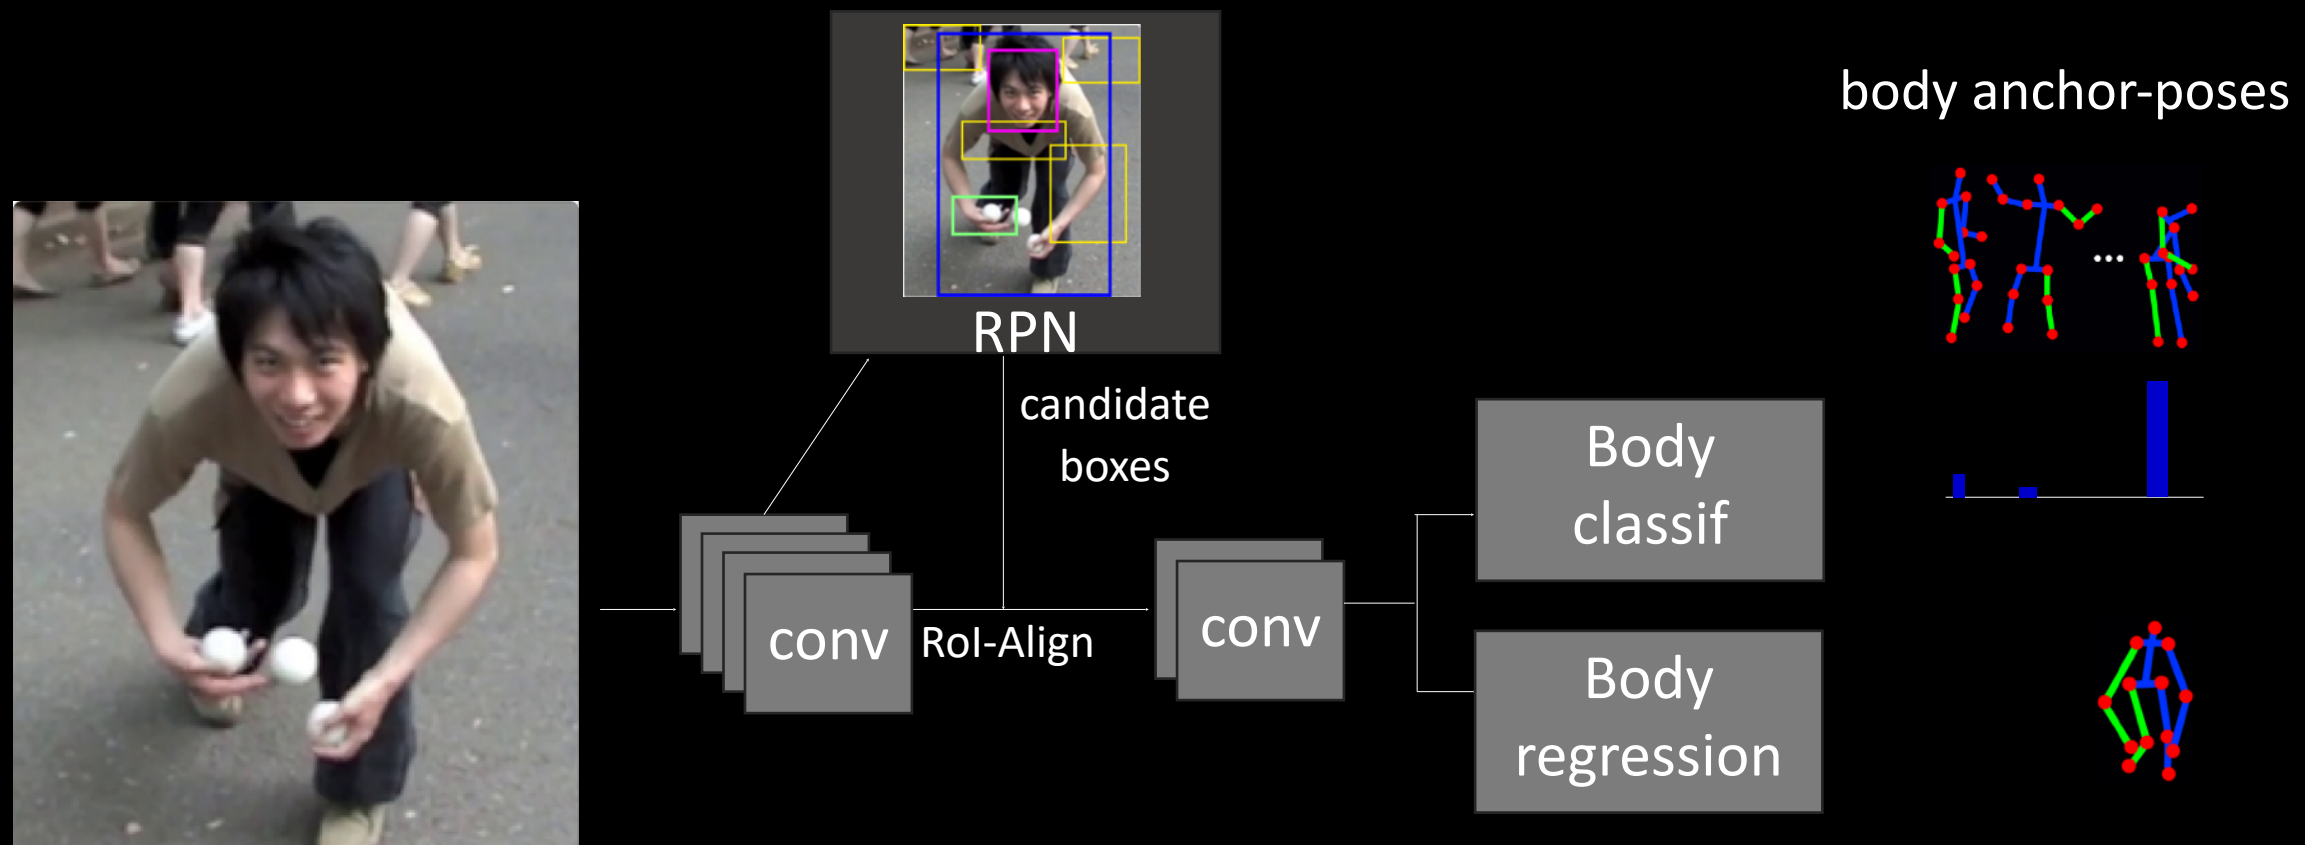 body anchor-poses
RPN
candidate
boxes
conv
RoI-Align
conv
Body
classif
Body
regression
...